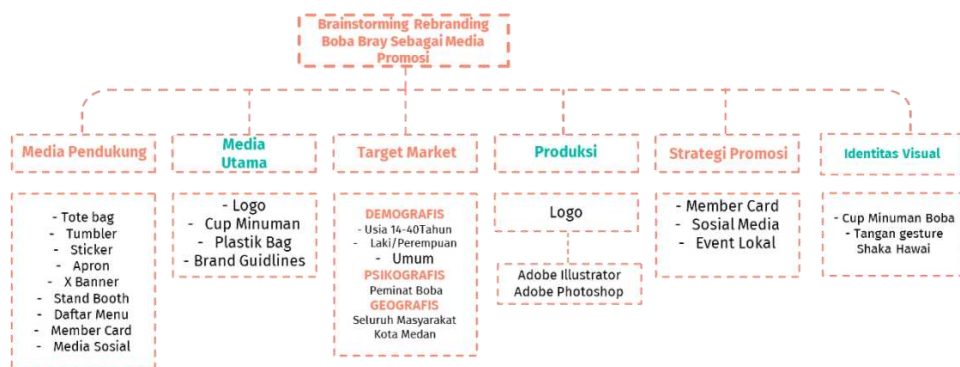 Brainstorming Rebranding
Boba Bray Sebagai Media
Promosi
Media Pendukung
- Tote bag
- Tumbler
- Sticker
- Apron
- X Banner
- Stand Booth
- Daftar Menu
- Member Card
- Media Sosial
Media
Utama
- Logo
- Cup Minuman
- Plastik Bag
- Brand Guidlines
Target Market
DEMOGRAFIS
- Usia 14-40Tahun
- Laki/Perempuan
- Umum
PSIKOGRAFIS
Peminat Boba
GEOGRAFIS
Seluruh Masyarakat
Kota Medan
Produksi
Logo
Adobe Illustrator
Adobe Photoshop
Strategi Promosi
- Member Card
- Sosial Media
- Event Lokal
Identitas Visual
- Cup Minuman Boba
- Tangan gesture
Shaka Hawai